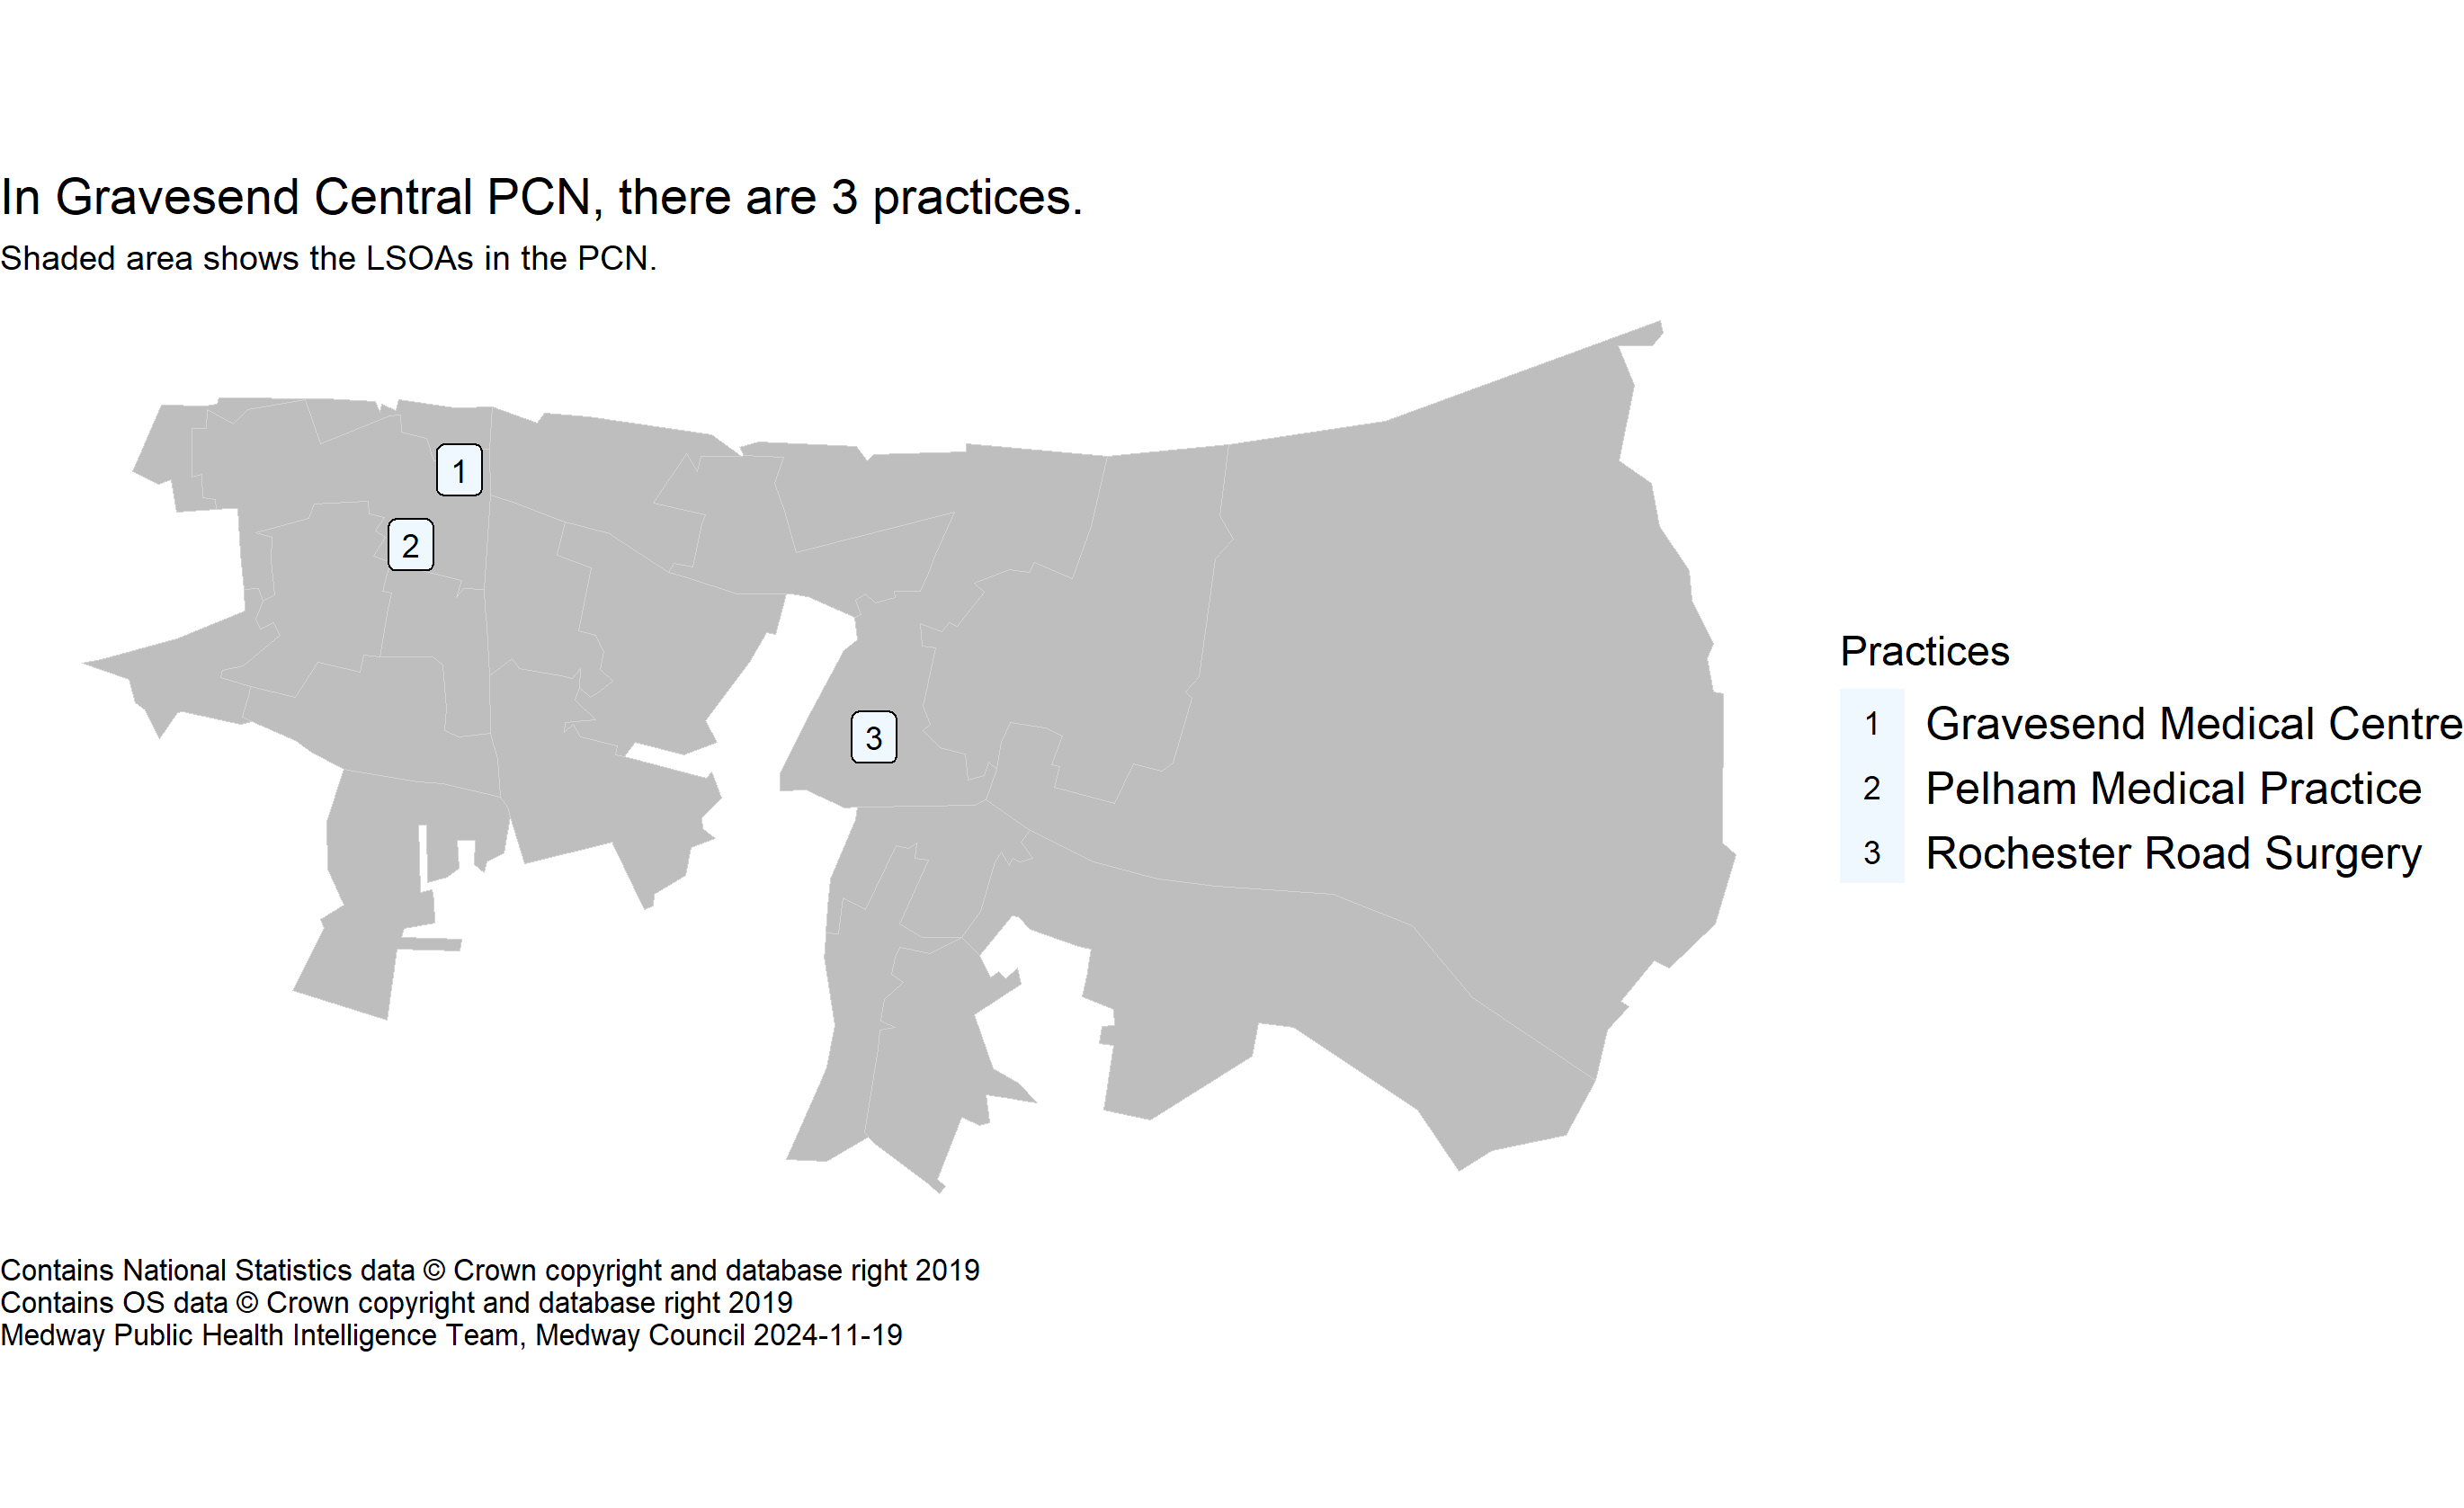 In Gravesend Central PCN, there are 3 practices.
Shaded area shows the LSOAs in the PCN.
1
2
3
Practices
1 Gravesend Medical Centre
2 Pelham Medical Practice
3 Rochester Road Surgery
Contains National Statistics data © Crown copyright and database right 2019
Contains OS data © Crown copyright and database right 2019
Medway Public Health Intelligence Team, Medway Council 2024-11-19